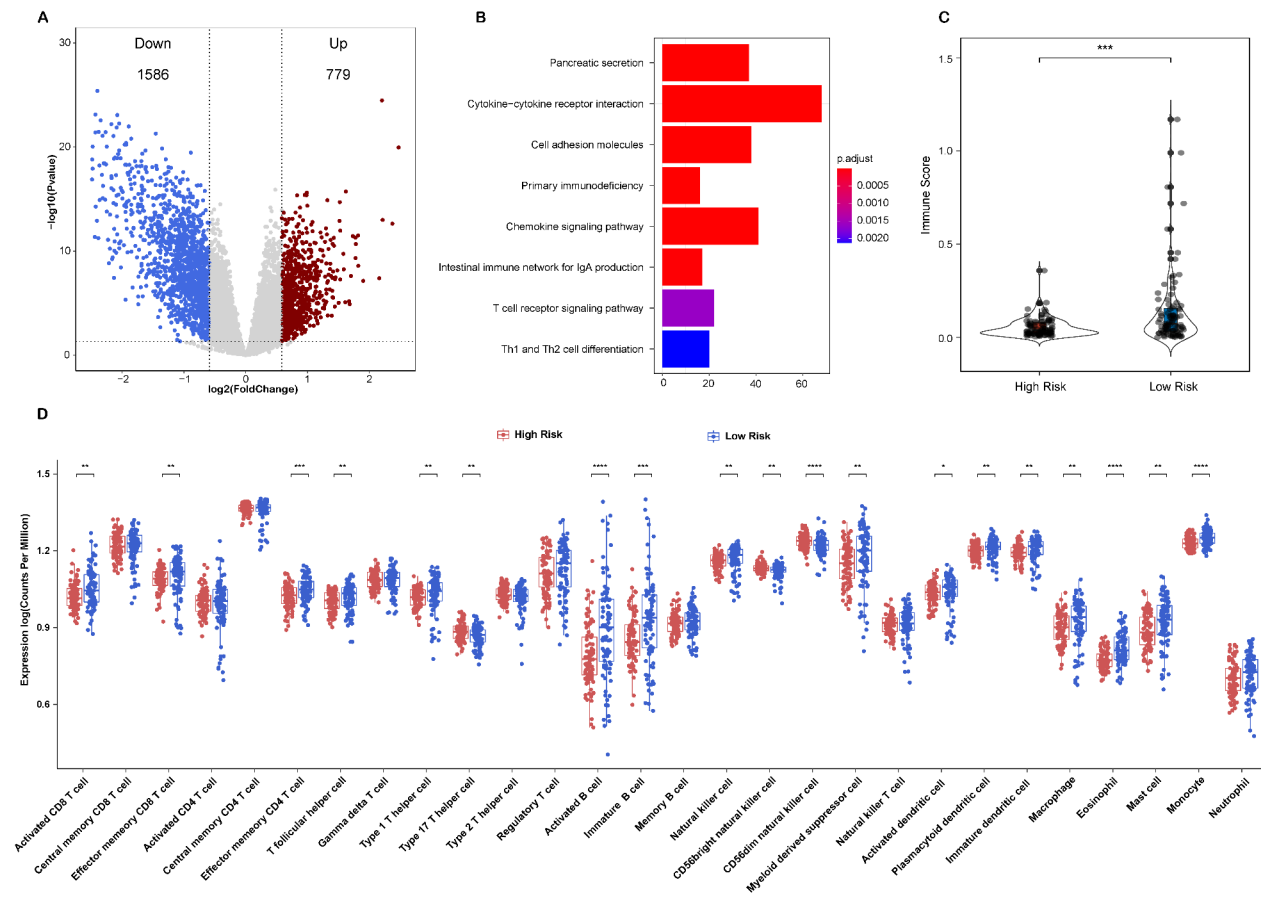 A
Down
Up
1586
779
30
20
10
0
−log10(Pvalue)
−2
−1
0
1
2
log2(FoldChange)
B
Pancreatic secretion
Cytokine−cytokine receptor interaction
Cell adhesion molecules
Primary immunodeficiency
Chemokine signaling pathway
Intestinal immune network for IgA production
T cell receptor signaling pathway
Th1 and Th2 cell differentiation
0
20
40
60
p.adjust
0.0005
0.0010
0.0015
0.0020
C
***
1.5
1.0
0.5
0.0
Immune Score
High Risk
Low Risk
D
High Risk
Low Risk
** ** *** ** ** ** **** *** ** ** **** ** * ** ** ** **** ** ****
1.5
1.2
0.9
0.6
Expression log(Counts Per Million)
Activated CD8 T cell
Central memory CD8 T cell
Effector memory CD8 T cell
Activated CD4 T cell
Central memory CD4 T cell
Effector memory CD4 T cell
T follicular helper cell
Gamma delta T cell
Type 1 T helper cell
Type 17 T helper cell
Type 2 T helper cell
Regulatory T cell
Activated B cell
Immature B cell
Memory B cell
Natural killer cell
CD56bright natural killer cell
CD56dim natural killer cell
Myeloid derived suppressor cell
Natural killer T cell
Activated dendritic cell
Plasmacytoid dendritic cell
Immature dendritic cell
Macrophage
Eosinophil
Mast cell
Monocyte
Neutrophil